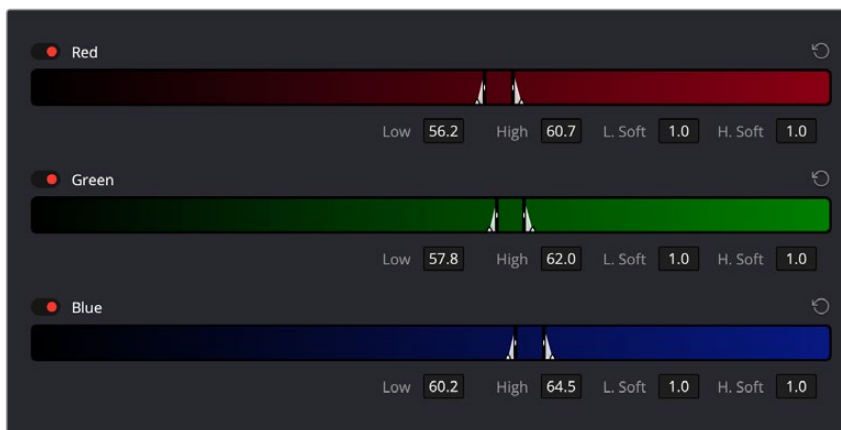 Red
Low 56.2 High 60.7 L. Soft 1.0 H. Soft 1.0
Green
Low 57.8 High 62.0 L. Soft 1.0 H. Soft 1.0
Blue
Low 60.2 High 64.5 L. Soft 1.0 H. Soft 1.0